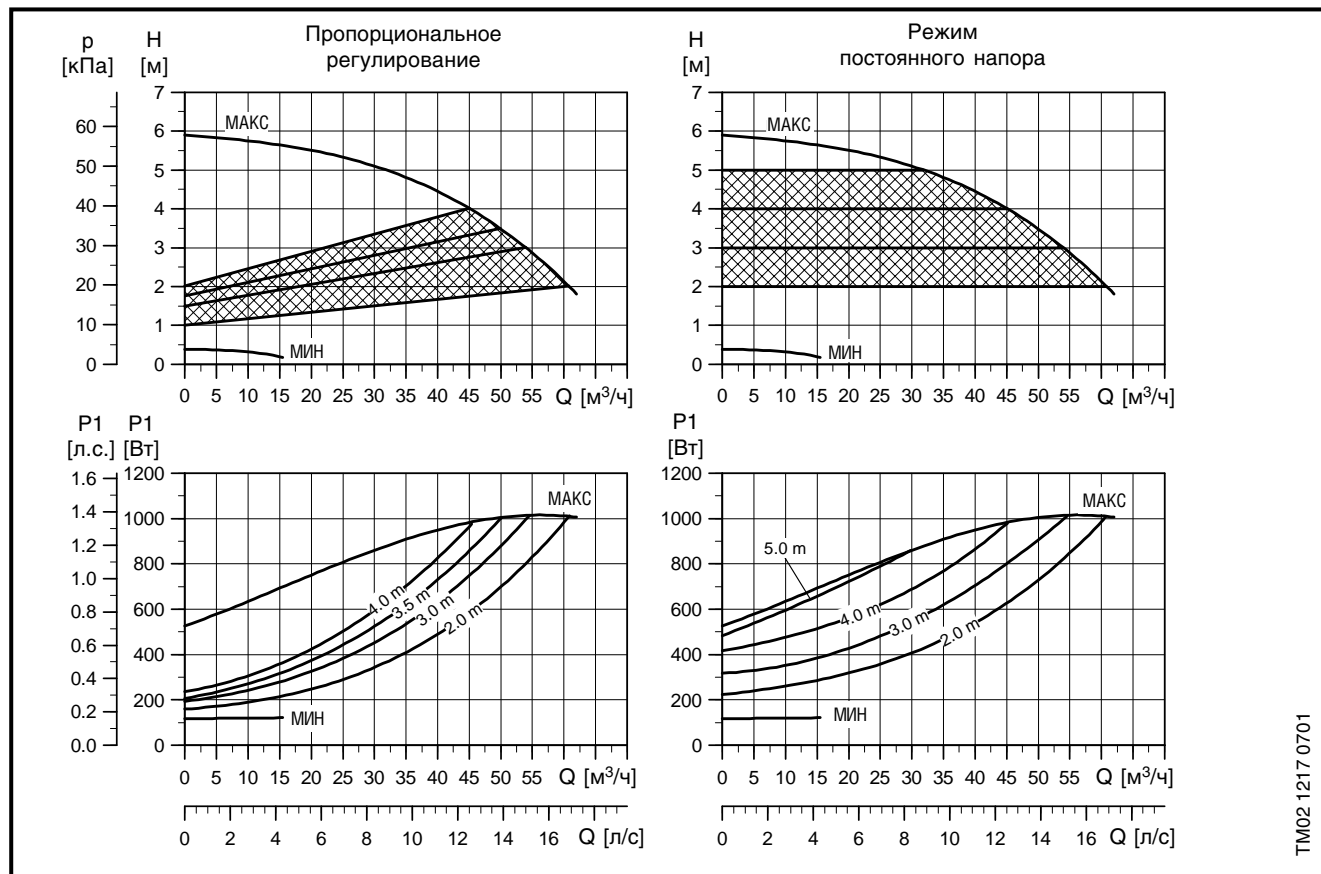 Пропорциональное
регулирование
p
[кПа]
H
[м]
7
6
5
4
3
2
1
0
60
50
40
30
20
10
0
МАКС
МИН
0 5 10 15 20 25 30 35 40 45 50 55 Q [м³/ч]
Режим
постоянного напора
H
[м]
7
6
5
4
3
2
1
0
МАКС
МИН
0 5 10 15 20 25 30 35 40 45 50 55 Q [м³/ч]
P1
[л.с.]
P1
[Вт]
1.6
1.4
1.2
1.0
0.8
0.6
0.4
0.2
0.0
1200
1000
800
600
400
200
0
МАКС
4.0 m
3.5 m
3.0 m
2.0 m
МИН
0 5 10 15 20 25 30 35 40 45 50 55 Q [м³/ч]
0 2 4 6 8 10 12 14 16 Q [л/с]
P1
[Вт]
1200
1000
800
600
400
200
0
МАКС
5.0 m
4.0 m
3.0 m
2.0 m
МИН
0 5 10 15 20 25 30 35 40 45 50 55 Q [м³/ч]
0 2 4 6 8 10 12 14 16 Q [л/с]
TM02 1217 0701